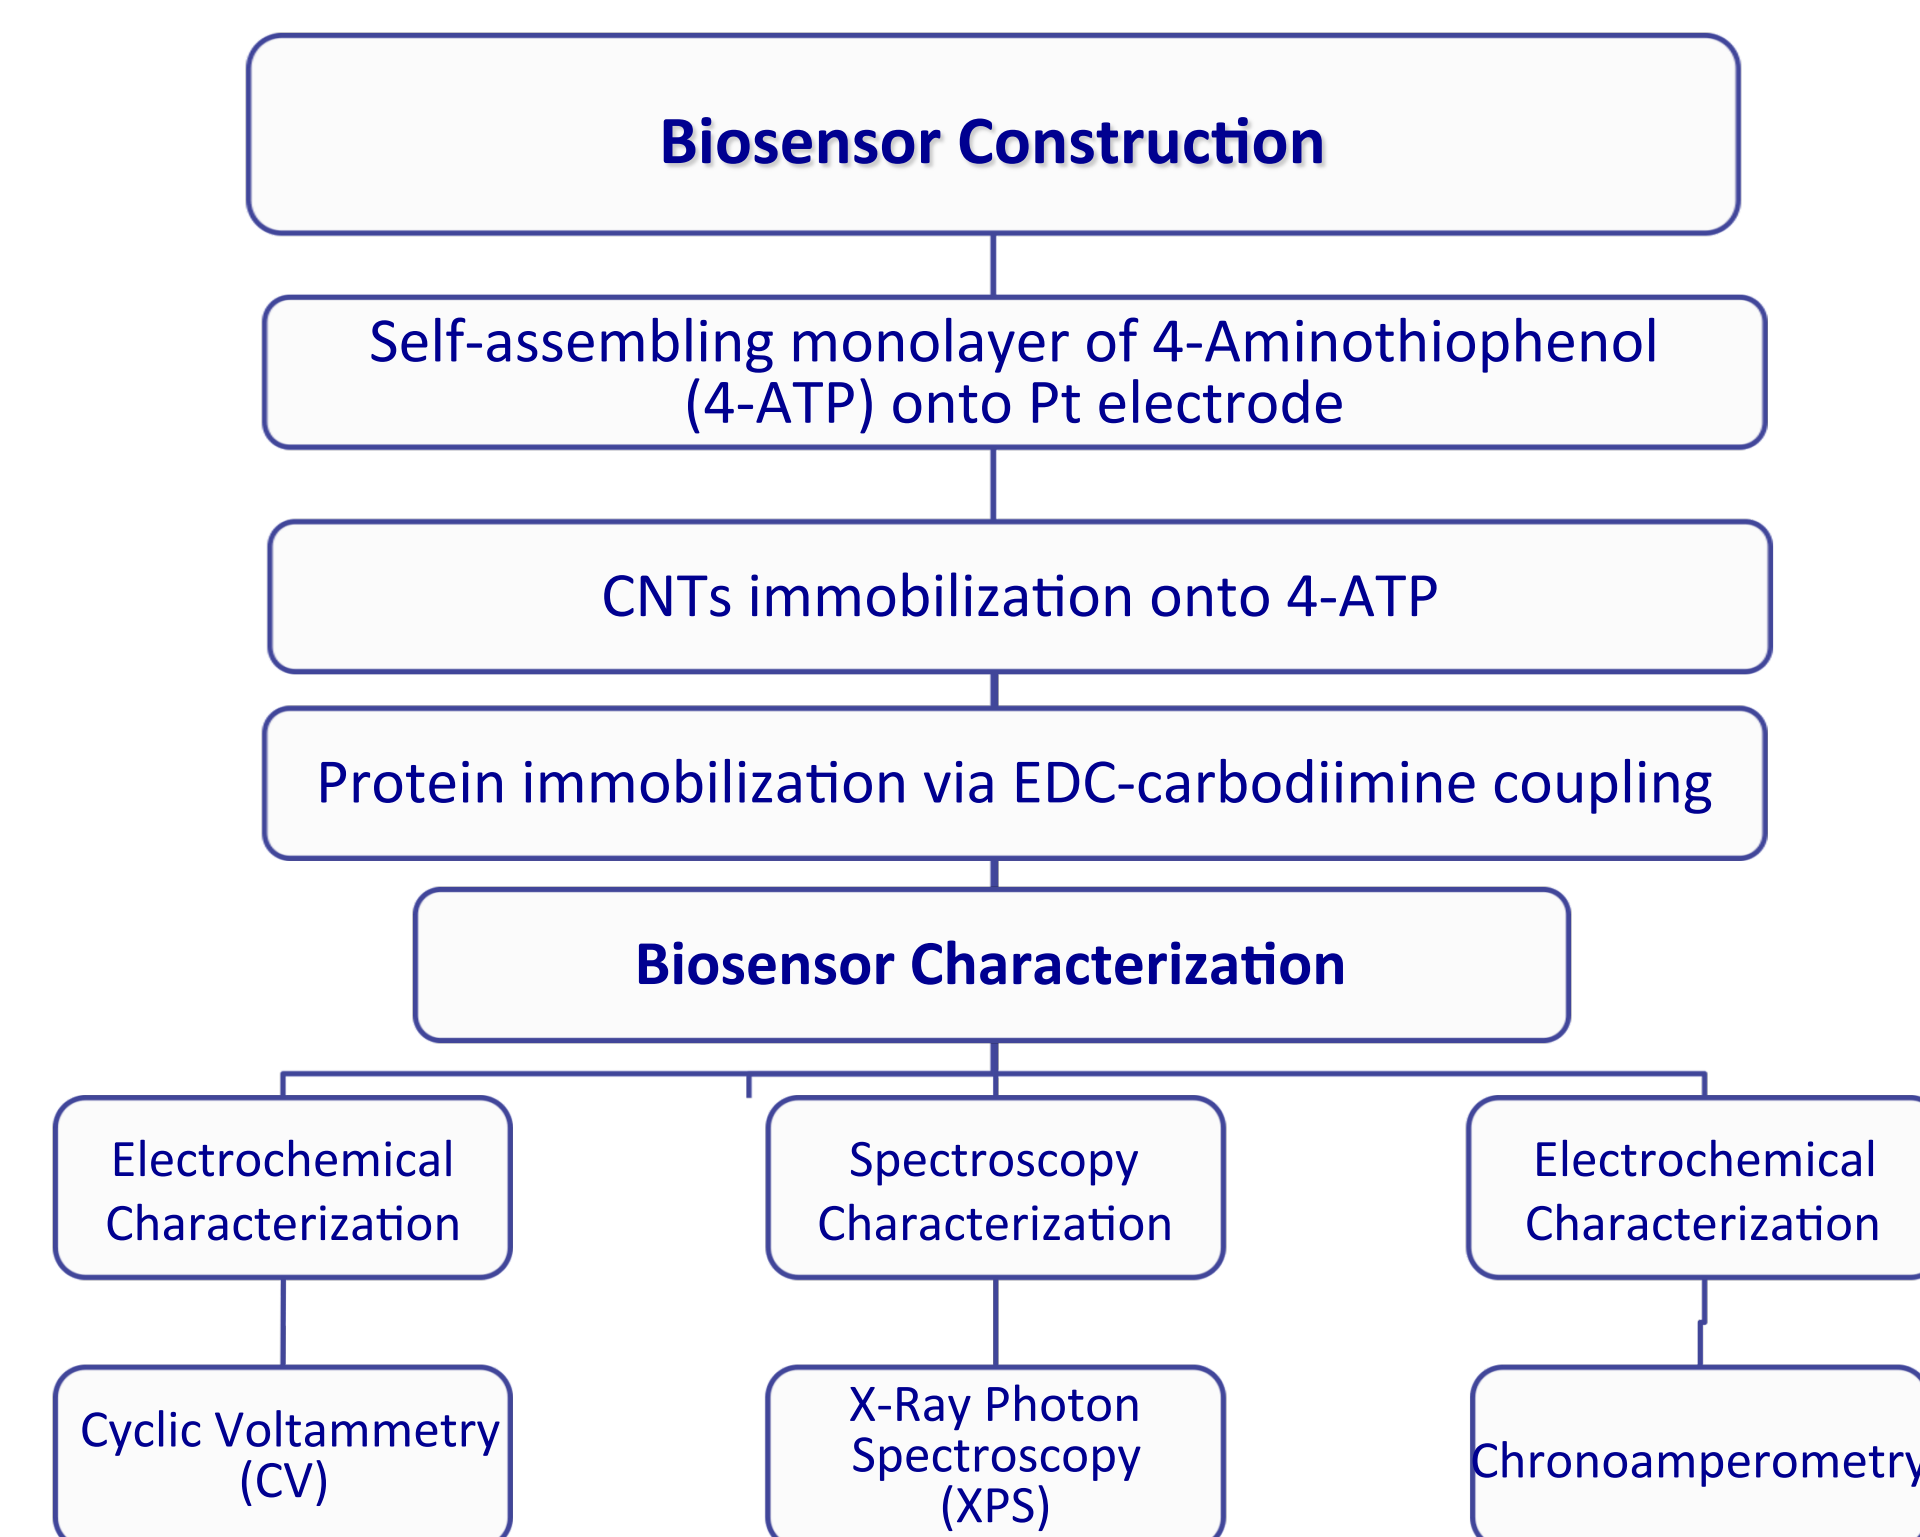 Biosensor Construction
Self-assembling monolayer of 4-Aminothiophenol
(4-ATP) onto Pt electrode
CNTs immobilization onto 4-ATP
Protein immobilization via EDC-carbodiimine coupling
Biosensor Characterization
Electrochemical
Characterization
Spectroscopy
Characterization
Electrochemical
Characterization
Cyclic Voltammetry
(CV)
X-Ray Photon
Spectroscopy
(XPS)
Chronoamperometry